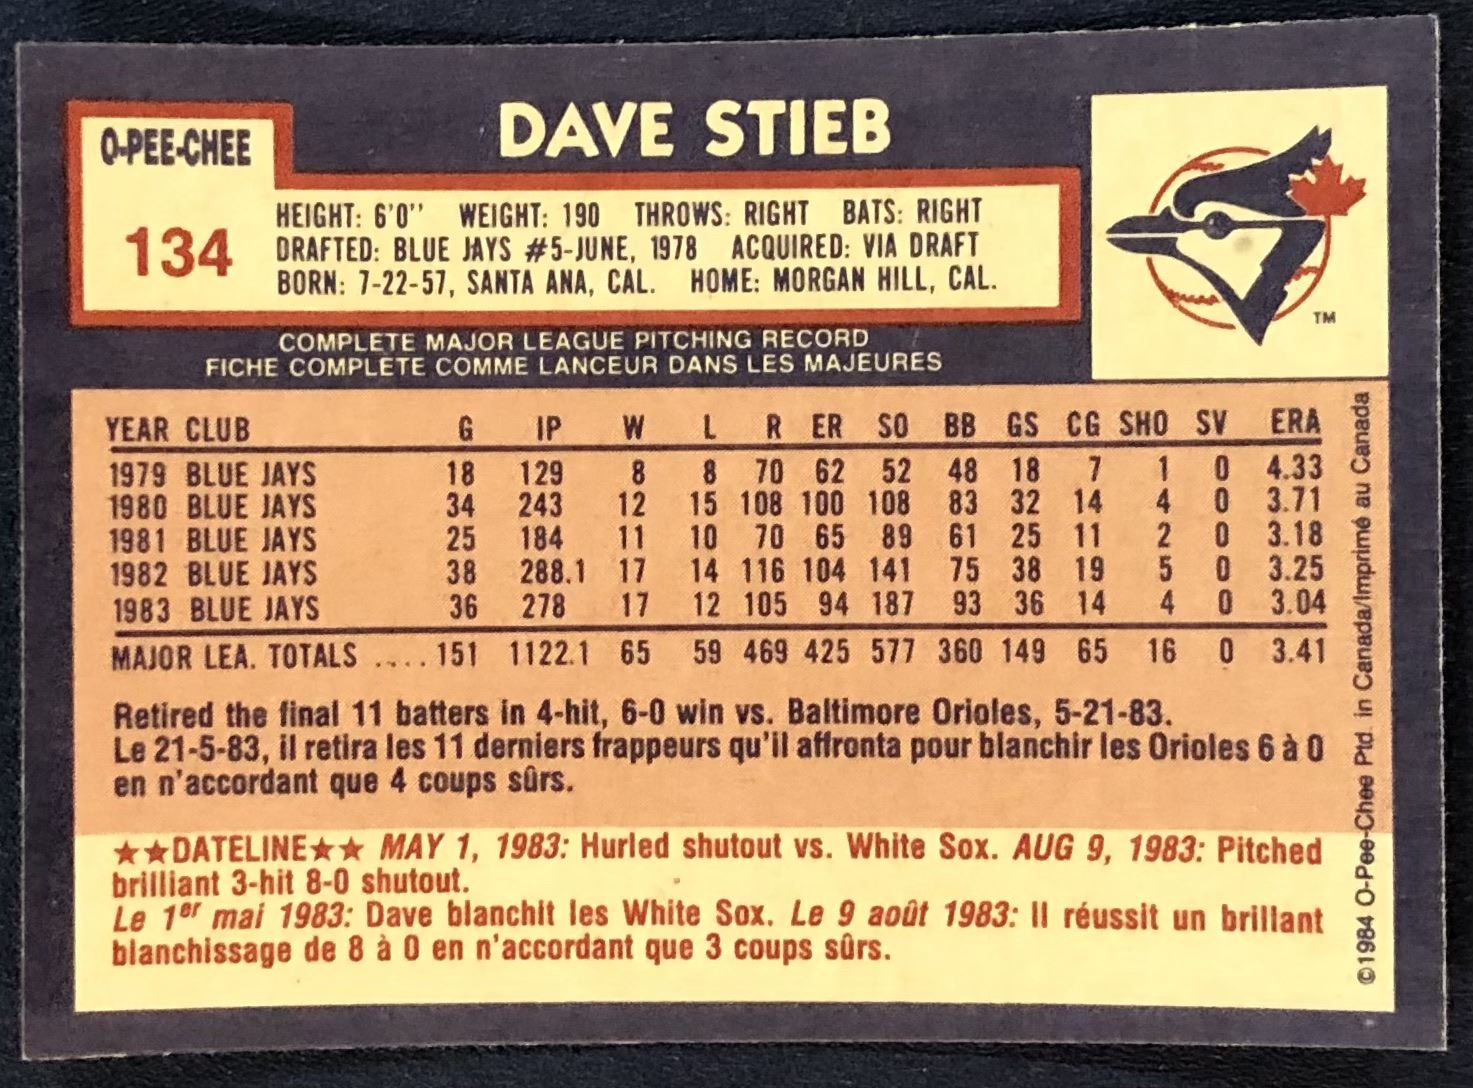 O-PEE-CHEE
134
DAVE STIEB
HEIGHT: 6'0" WEIGHT: 190 THROWS: RIGHT BATS: RIGHT
DRAFTED: BLUE JAYS #5-JUNE, 1978 ACQUIRED: VIA DRAFT
BORN: 7-22-57, SANTA ANA, CAL. HOME: MORGAN HILL, CAL.
TM
COMPLETE MAJOR LEAGUE PITCHING RECORD
FICHE COMPLÈTE COMME LANCEUR DANS LES MAJEURES
YEAR CLUB G IP W L R ER SO BB GS CG SHO SV ERA
1979 BLUE JAYS 18 129 8 8 70 62 52 48 18 7 1 0 4.33
1980 BLUE JAYS 34 243 12 15 108 100 108 83 32 14 4 0 3.71
1981 BLUE JAYS 25 184 11 10 70 65 89 61 25 11 2 0 3.18
1982 BLUE JAYS 38 288.1 17 14 116 104 141 75 38 19 5 0 3.25
1983 BLUE JAYS 36 278 17 12 105 94 187 93 36 14 4 0 3.04
MAJOR LEA. TOTALS .... 151 1122.1 65 59 469 425 577 360 149 65 16 0 3.41
Retired the final 11 batters in 4-hit, 6-0 win vs. Baltimore Orioles, 5-21-83.
Le 21-5-83, il retira les 11 derniers frappeurs qu'il affronta pour blanchir les Orioles 6 à 0
en n'accordant que 4 coups sûrs.
★★DATELINE★★ MAY 1, 1983: Hurled shutout vs. White Sox. AUG 9, 1983: Pitched
brilliant 3-hit 8-0 shutout.
Le 1er mai 1983: Dave blanchit les White Sox. Le 9 août 1983: Il réussit un brillant
blanchissage de 8 à 0 en n'accordant que 3 coups sûrs.
©1984 O-Pee-Chee Ptd. in Canada/Imprimé au Canada